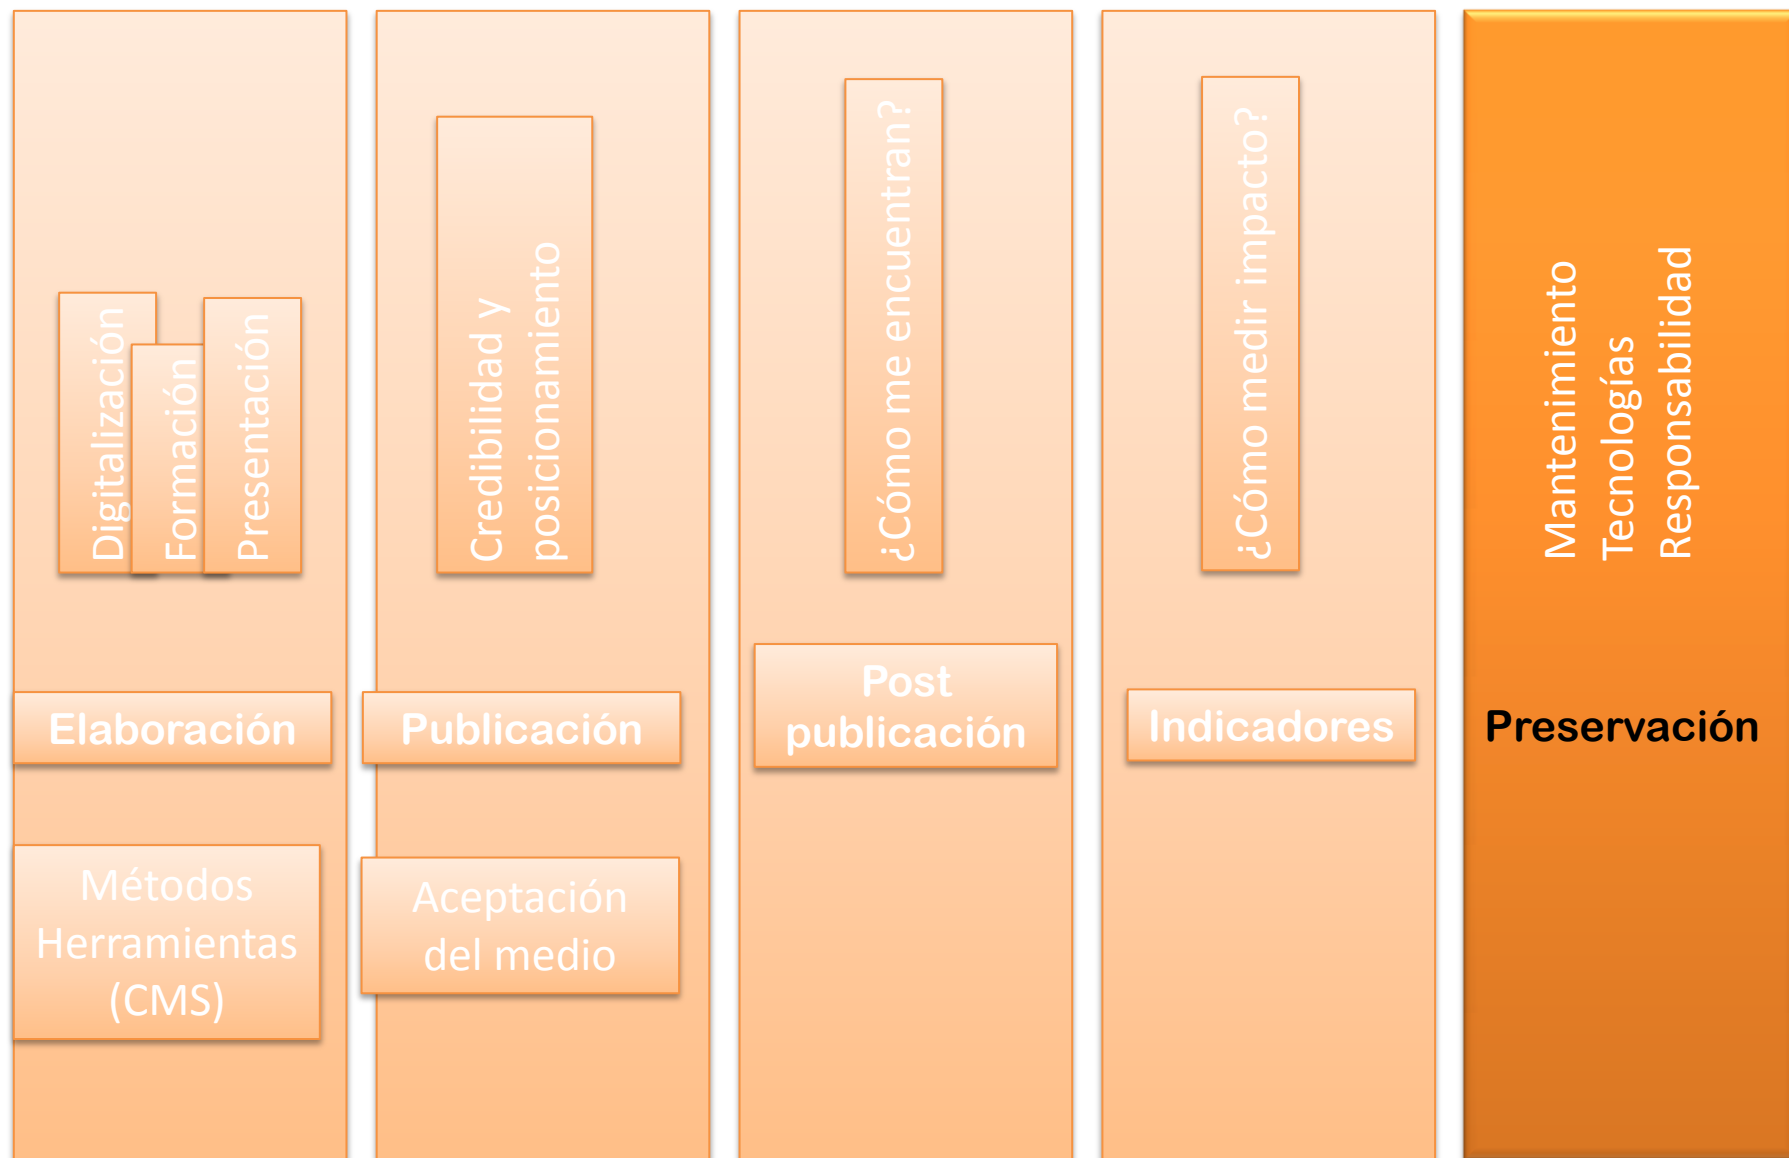 Digitalización
Formación
Presentación
Elaboración
Métodos
Herramientas
(CMS)
Credibilidad y
posicionamiento
Publicación
Aceptación
del medio
¿Cómo me encuentran?
Post
publicación
¿Cómo medir impacto?
Indicadores
Mantenimiento
Tecnologías
Responsabilidad
Preservación